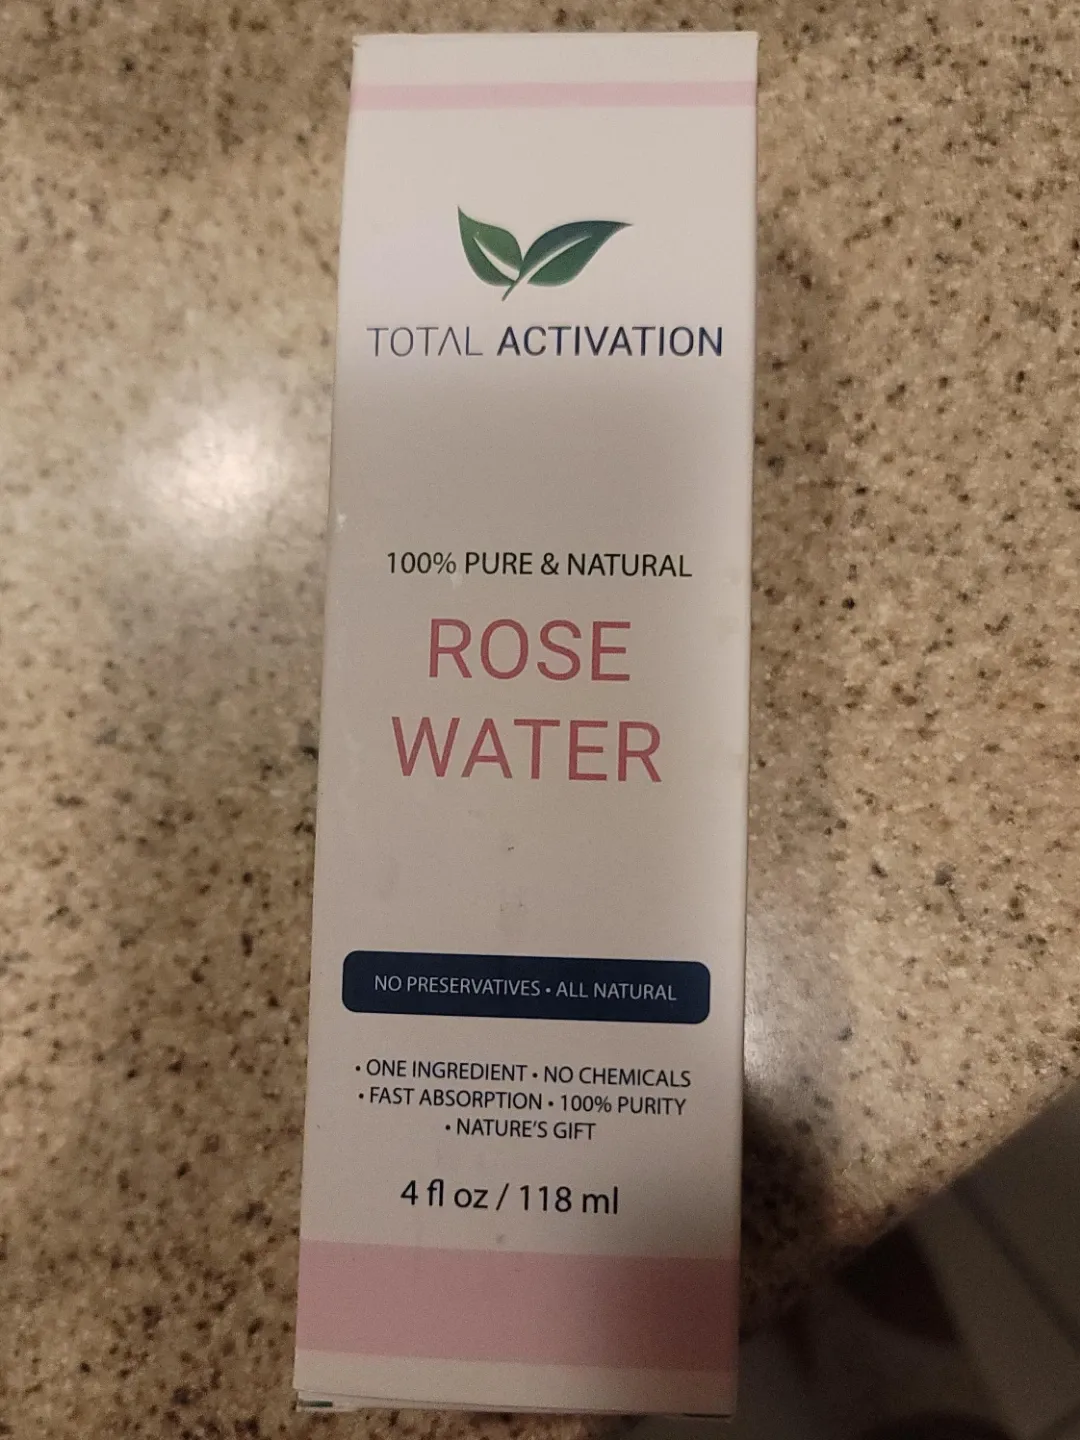 TOTAL ACTIVATION
100% PURE & NATURAL
ROSE
WATER
NO PRESERVATIVES • ALL NATURAL
• ONE INGREDIENT • NO CHEMICALS
• FAST ABSORPTION • 100% PURITY
• NATURE'S GIFT
4 fl oz / 118 ml